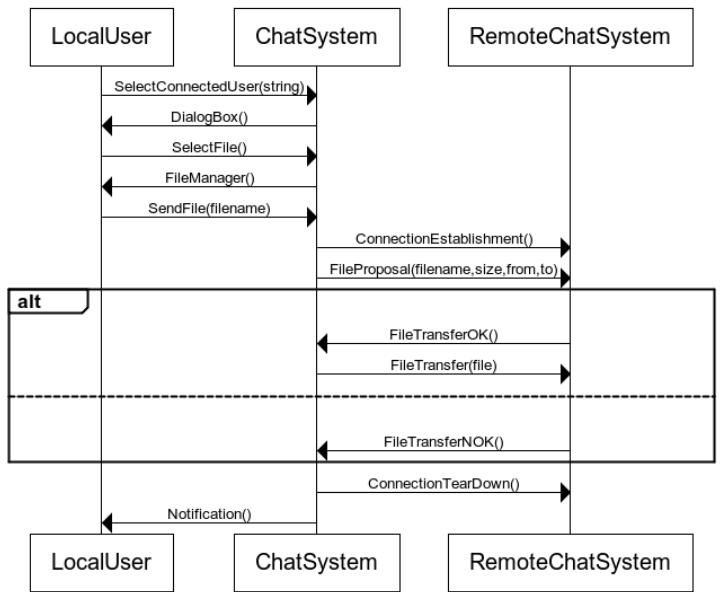 LocalUser
ChatSystem
RemoteChatSystem
SelectConnectedUser(string)
DialogBox()
SelectFile()
FileManager()
SendFile(filename)
ConnectionEstablishment()
FileProposal(filename,size,from,to)
alt
FileTransferOK()
FileTransfer(file)
FileTransferNOK()
ConnectionTearDown()
Notification()
LocalUser
ChatSystem
RemoteChatSystem